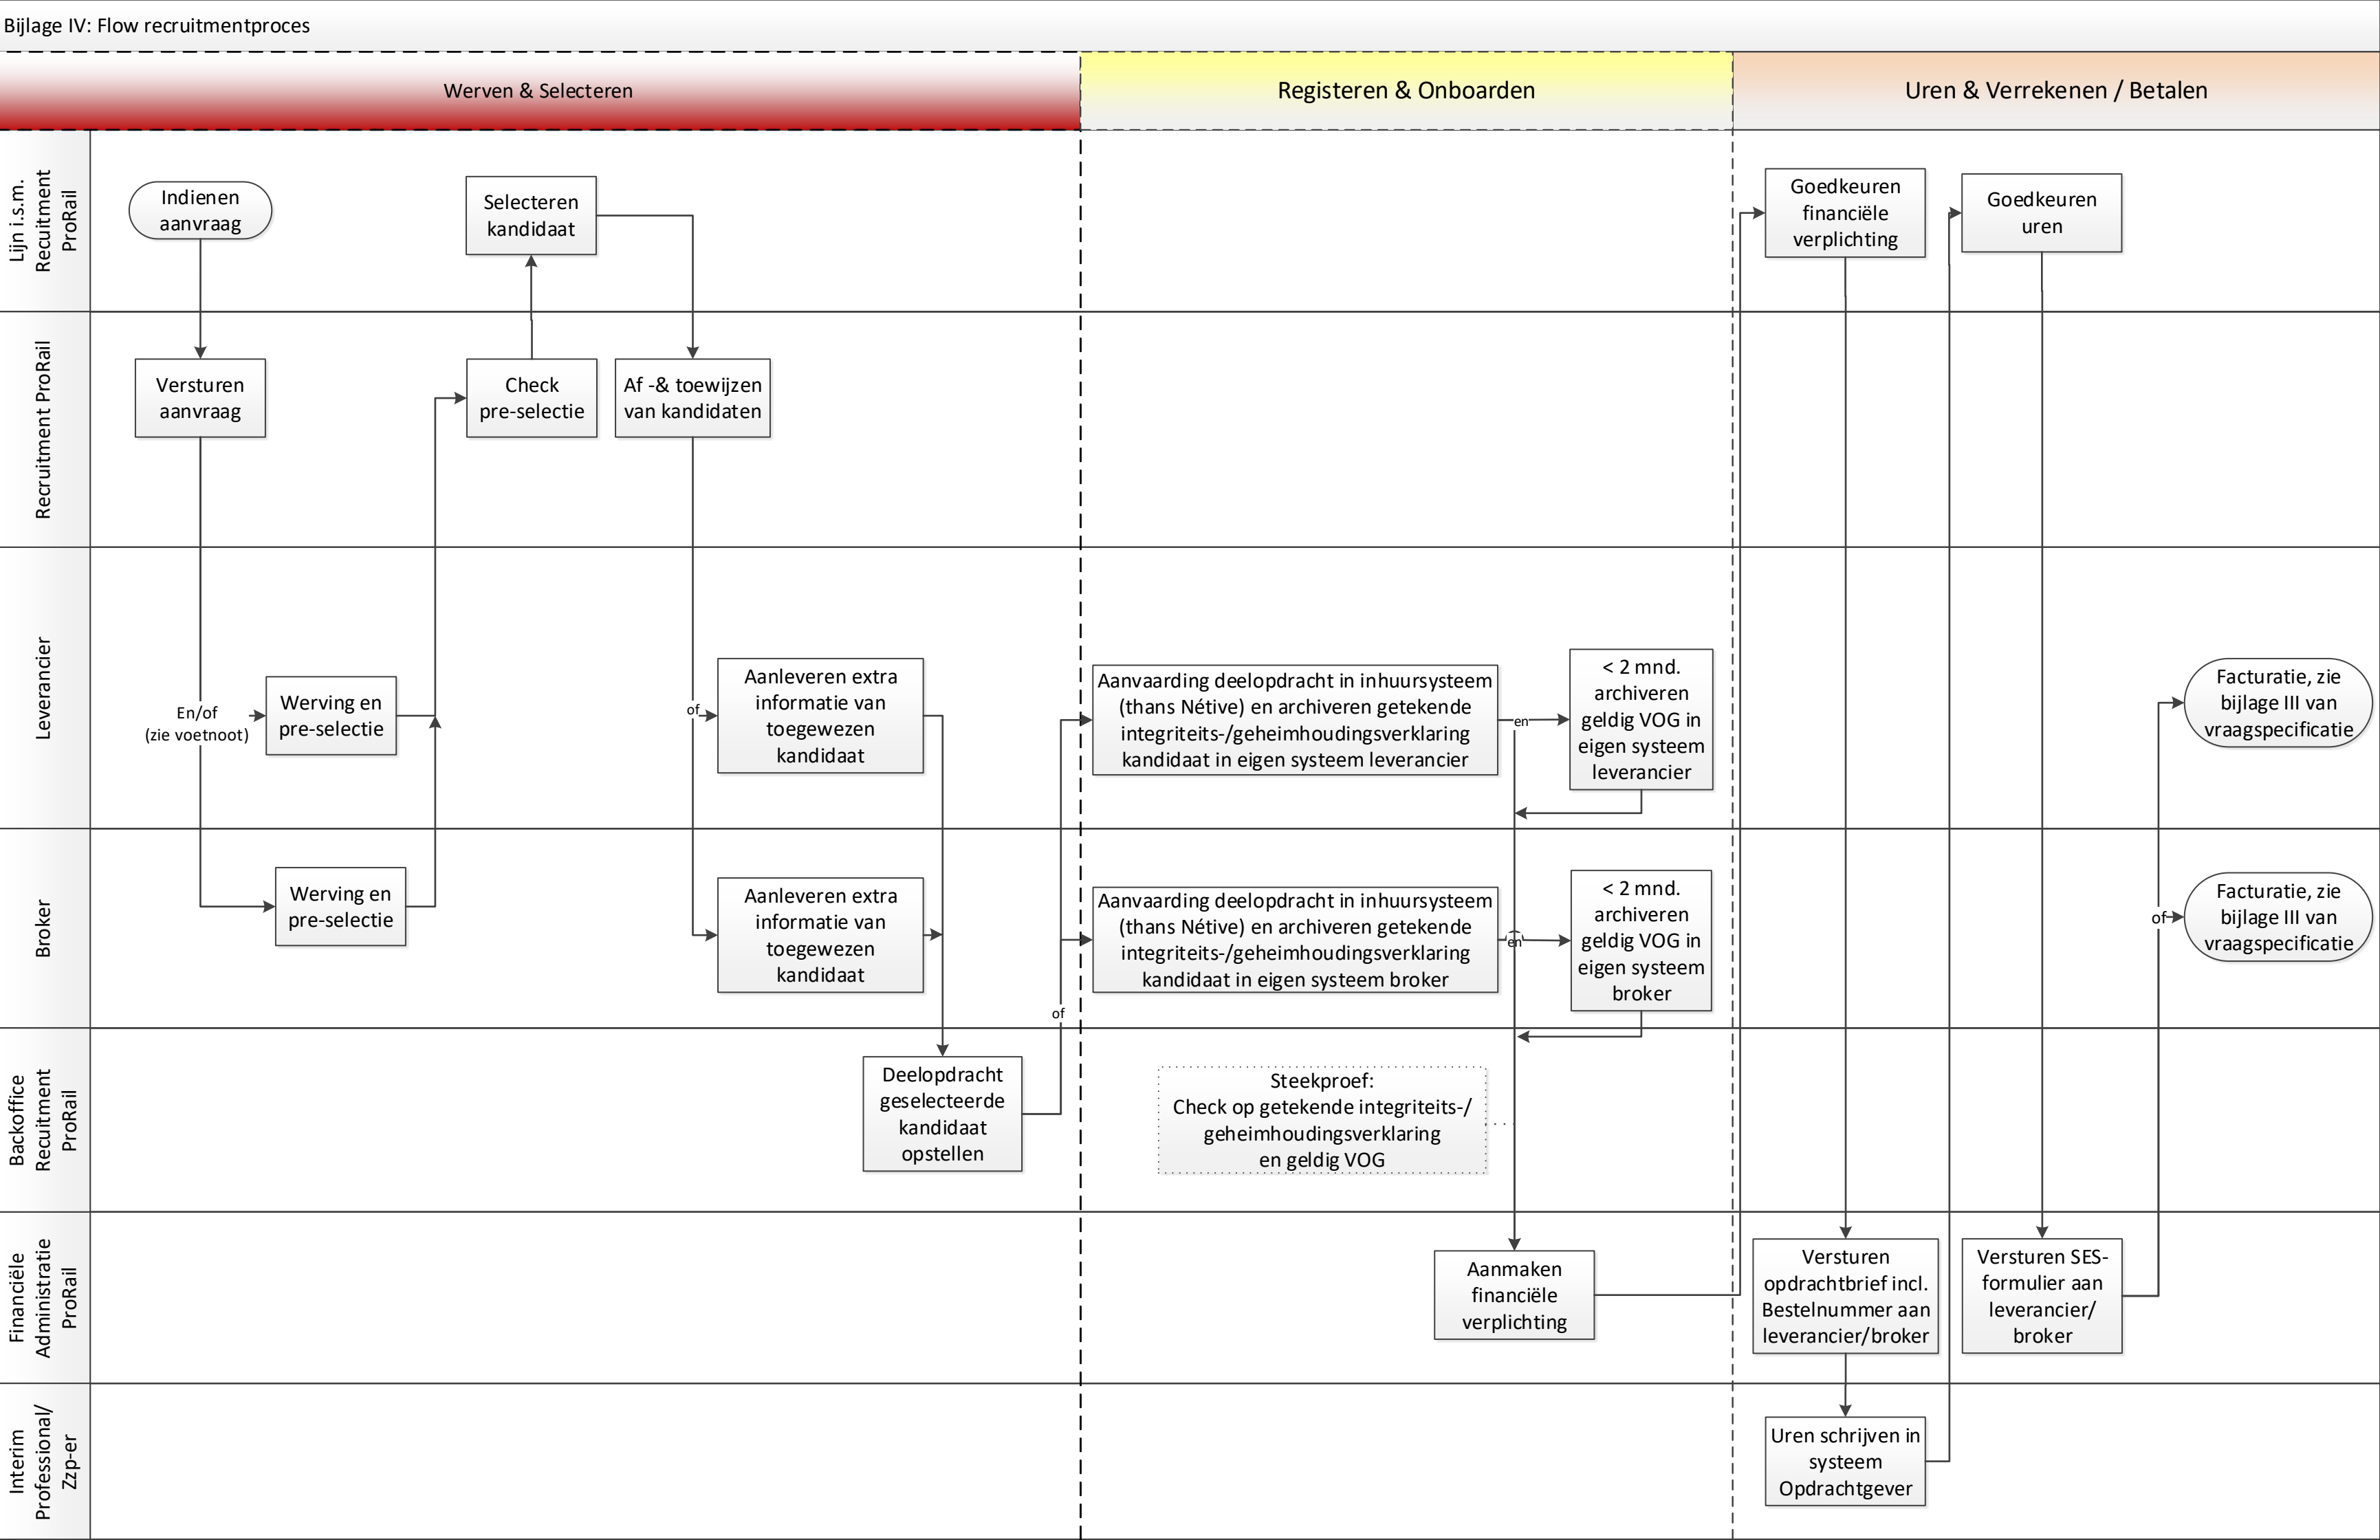 Bijlage IV: Flow recruitmentproces
Werven & Selecteren
Registeren & Onboarden
Uren & Verrekenen / Betalen
Lijn i.s.m.
Recuitment
ProRail
Indienen
aanvraag
Selecteren
kandidaat
Goedkeuren
financiële
verplichting
Goedkeuren
uren
Recruitment ProRail
Versturen
aanvraag
Check
pre-selectie
Af -& toewijzen
van kandidaten
Leverancier
En/of
(zie voetnoot)
Werving en
pre-selectie
of
Aanleveren extra
informatie van
toegewezen
kandidaat
Aanvaarding deelopdracht in inhuursysteem
(thans Nétive) en archiveren getekende
integriteits-/geheimhoudingsverklaring
kandidaat in eigen systeem leverancier
en
< 2 mnd.
archiveren
geldig VOG in
eigen systeem
leverancier
Facturatie, zie
bijlage III van
vraagspecificatie
Broker
Werving en
pre-selectie
Aanleveren extra
informatie van
toegewezen
kandidaat
of
Aanvaarding deelopdracht in inhuursysteem
(thans Nétive) en archiveren getekende
integriteits-/geheimhoudingsverklaring
kandidaat in eigen systeem broker
en
< 2 mnd.
archiveren
geldig VOG in
eigen systeem
broker
of
Facturatie, zie
bijlage III van
vraagspecificatie
Backoffice
Recuitment
ProRail
Deelopdracht
geselecteerde
kandidaat
opstellen
Steekproef:
Check op getekende integriteits-/
geheimhoudingsverklaring
en geldig VOG
Financiële
Administratie
ProRail
Aanmaken
financiële
verplichting
Versturen
opdrachtbrief incl.
Bestelnummer aan
leverancier/broker
Versturen SES-
formulier aan
leverancier/
broker
Interim
Professional/
Zzp-er
Uren schrijven in
systeem
Opdrachtgever